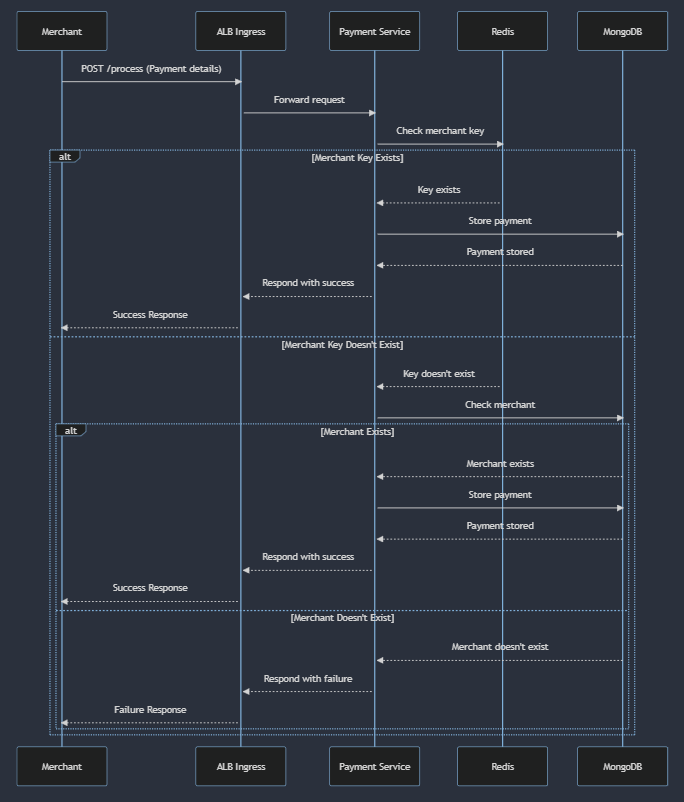 Merchant
ALB Ingress
Payment Service
Redis
MongoDB
POST /process (Payment details)
Forward request
Check merchant key
alt
[Merchant Key Exists]
Key exists
Store payment
Payment stored
Respond with success
Success Response
[Merchant Key Doesn't Exist]
Key doesn't exist
Check merchant
alt
[Merchant Exists]
Merchant exists
Store payment
Payment stored
Respond with success
Success Response
[Merchant Doesn't Exist]
Merchant doesn't exist
Respond with failure
Failure Response
Merchant
ALB Ingress
Payment Service
Redis
MongoDB